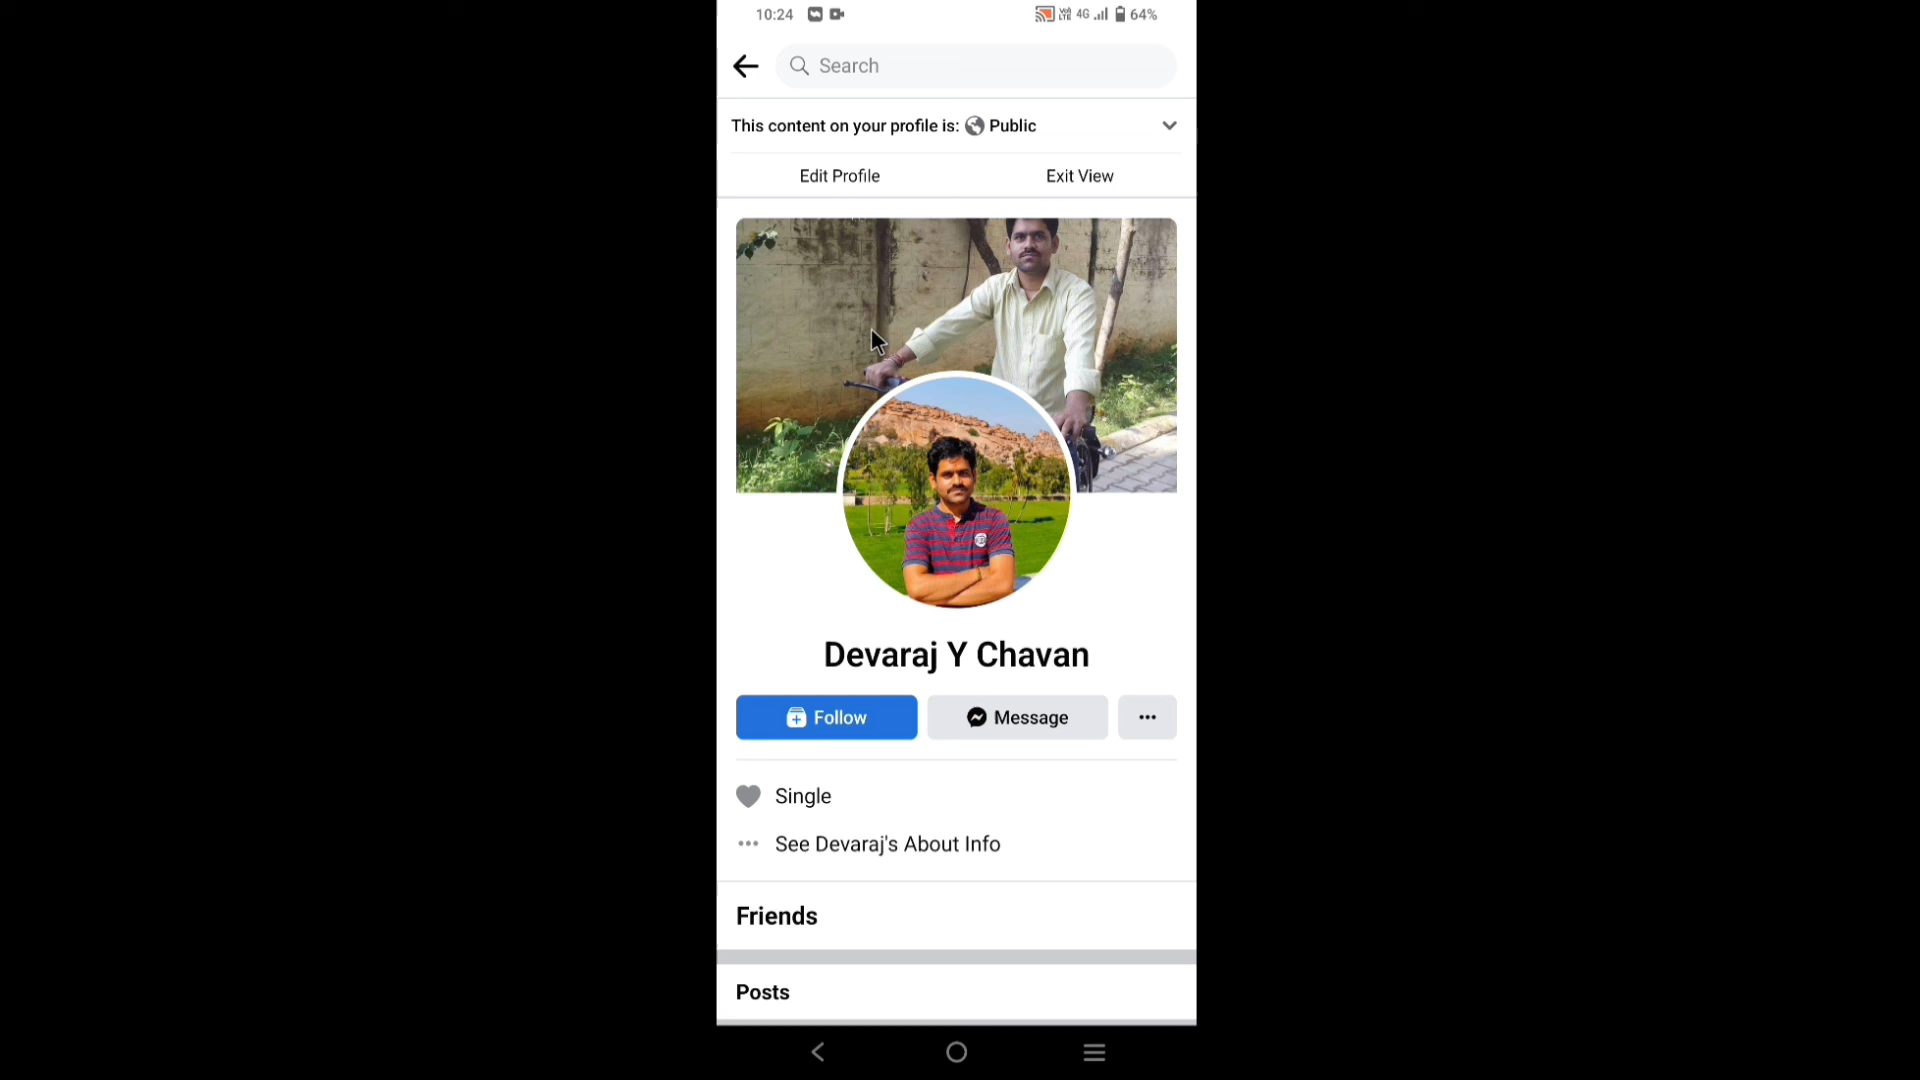 10:24
4G
64%
Search
This content on your profile is: Public
Edit Profile
Exit View
Devaraj Y Chavan
Follow
Message
Single
See Devaraj's About Info
Friends
Posts